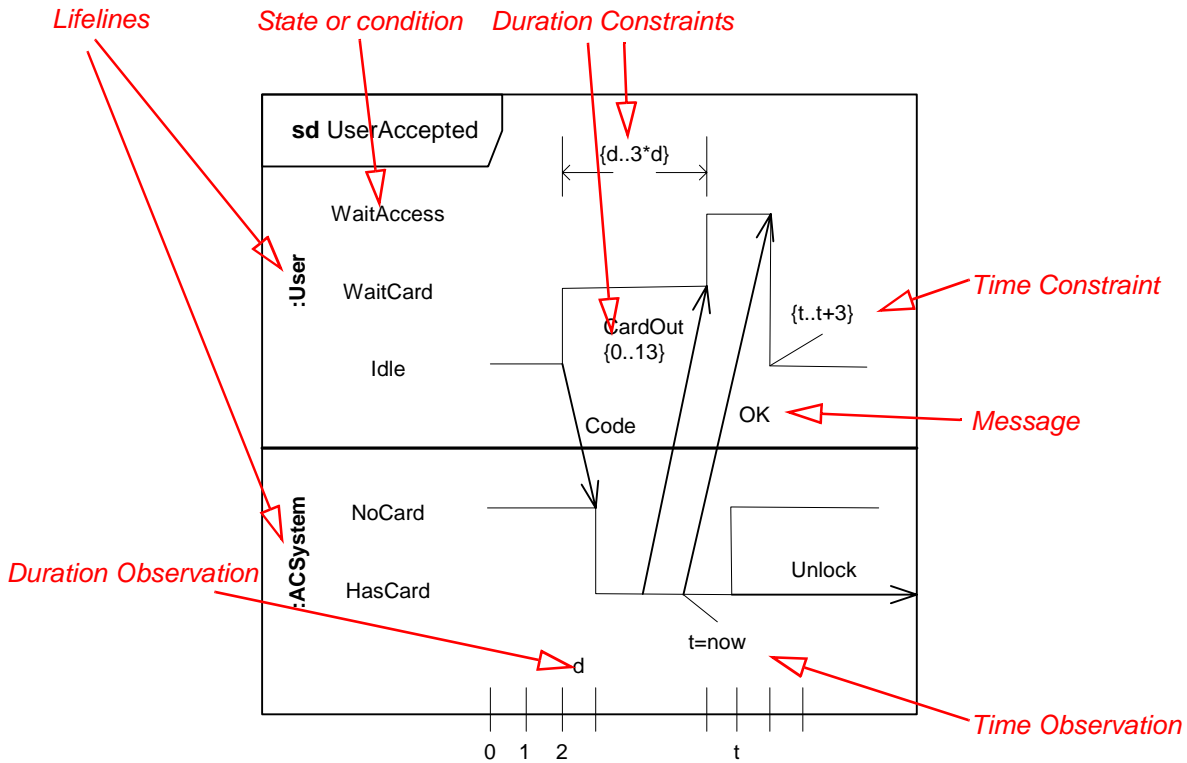 Lifelines
State or condition
Duration Constraints
sd UserAccepted
{d..3*d}
WaitAccess
:User
WaitCard
Time Constraint
{t..t+3}
CardOut
{0..13}
Idle
Code
OK
Message
:ACSystem
NoCard
Duration Observation
HasCard
Unlock
t=now
d
Time Observation
0 1 2 t